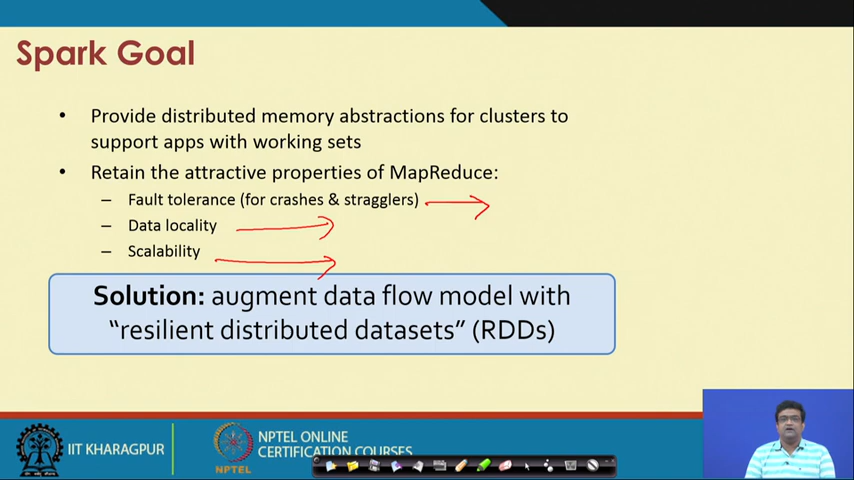 Spark Goal
• Provide distributed memory abstractions for clusters to
support apps with working sets
• Retain the attractive properties of MapReduce:
– Fault tolerance (for crashes & stragglers)
– Data locality
– Scalability
Solution: augment data flow model with
“resilient distributed datasets” (RDDs)
IIT KHARAGPUR
NPTEL
NPTEL ONLINE
CERTIFICATION COURSES